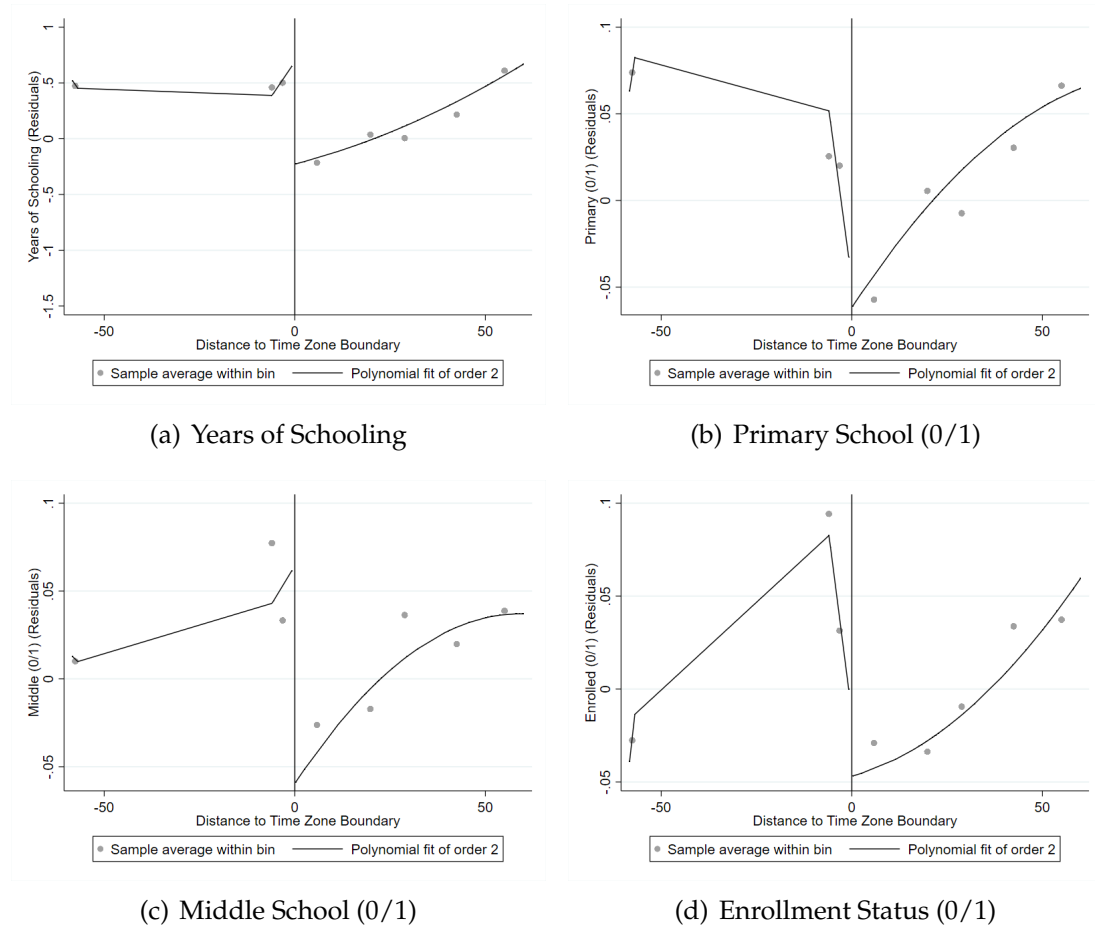 1
.5
0
-.5
-1
-1.5
Years of Schooling (Residuals)
-50
0
50
Distance to Time Zone Boundary
Sample average within bin
Polynomial fit of order 2
(a) Years of Schooling
.1
.05
0
-.05
Primary (0/1) (Residuals)
-50
0
50
Distance to Time Zone Boundary
Sample average within bin
Polynomial fit of order 2
(b) Primary School (0/1)
.1
.05
0
-.05
Middle (0/1) (Residuals)
-50
0
50
Distance to Time Zone Boundary
Sample average within bin
Polynomial fit of order 2
(c) Middle School (0/1)
.1
.05
0
-.05
Enrolled (0/1) (Residuals)
-50
0
50
Distance to Time Zone Boundary
Sample average within bin
Polynomial fit of order 2
(d) Enrollment Status (0/1)